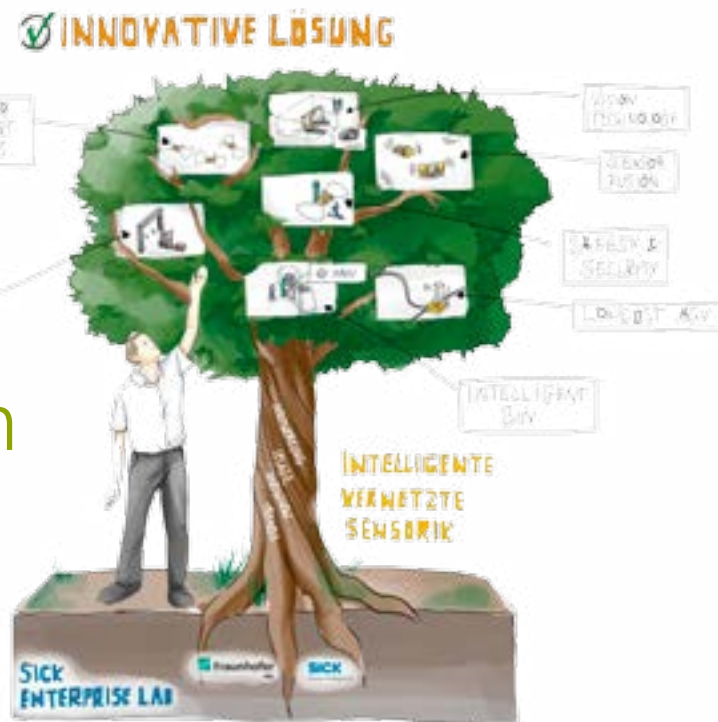 INNOVATIVE LÖSUNG
VISION
TECHNOLOGY
SENSOR
FUSION
SAFETY &
SECURITY
LOWCOST AGV
INTELLIGENT
BIN
INTELLIGENTE
VERNETZTE
SENSORIK
n
Fraunhofer
SICK
SICK
ENTERPRISE LAB